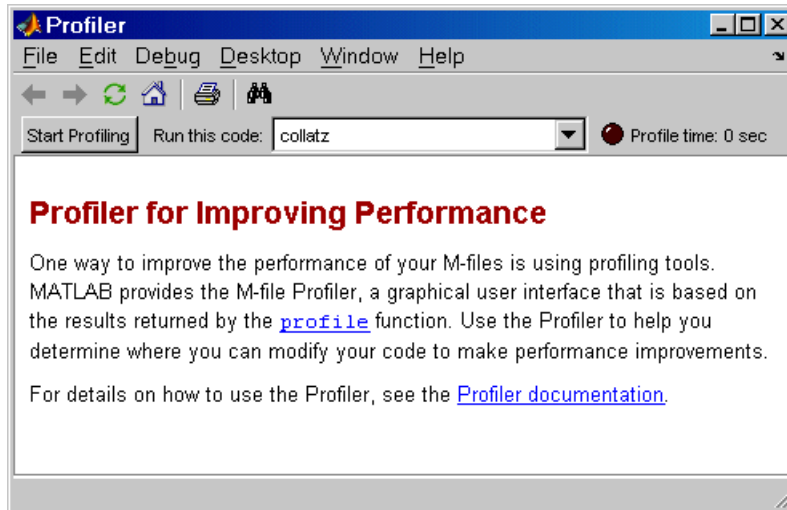 Profiler
File Edit Debug Desktop Window Help
Start Profiling Run this code: collatz Profile time: 0 sec
Profiler for Improving Performance
One way to improve the performance of your M-files is using profiling tools.
MATLAB provides the M-file Profiler, a graphical user interface that is based on
the results returned by the profile function. Use the Profiler to help you
determine where you can modify your code to make performance improvements.
For details on how to use the Profiler, see the Profiler documentation.